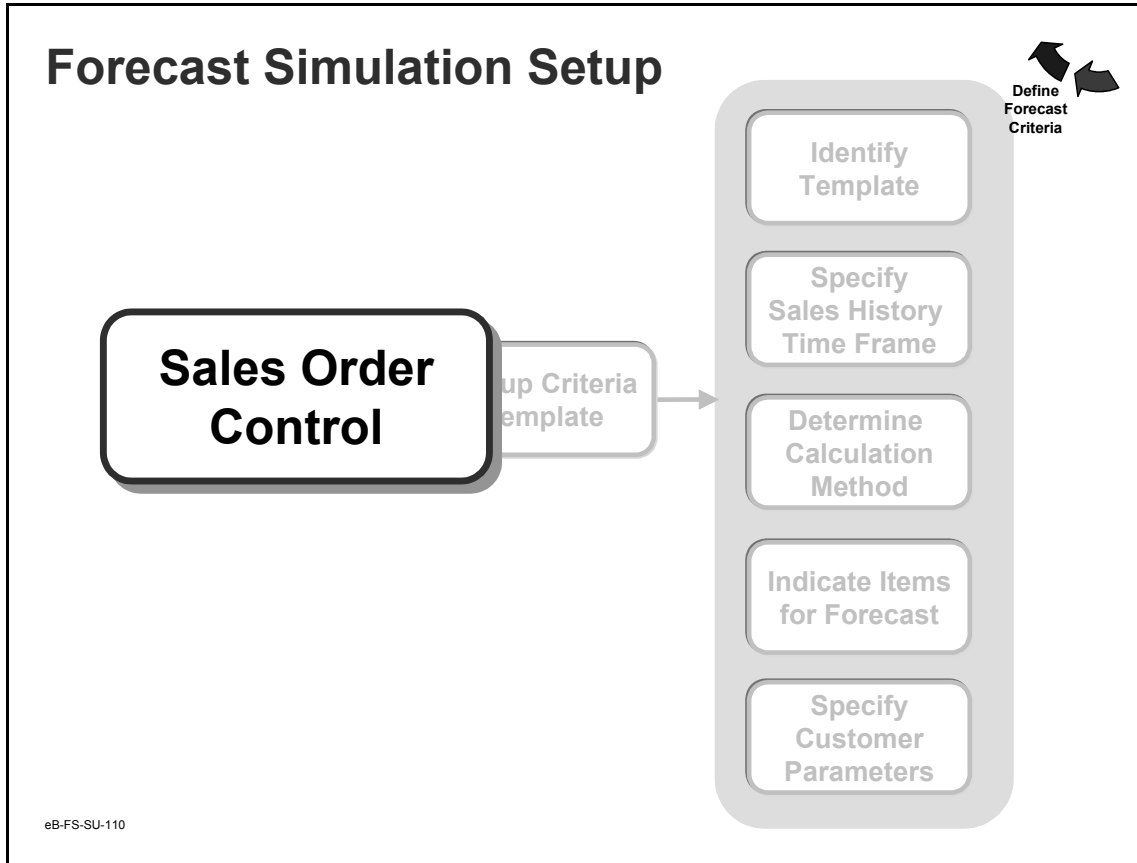 Forecast Simulation Setup
Define
Forecast
Criteria
Sales Order
Control
up Criteria
emplate
Identify
Template
Specify
Sales History
Time Frame
Determine
Calculation
Method
Indicate Items
for Forecast
Specify
Customer
Parameters
eB-FS-SU-110